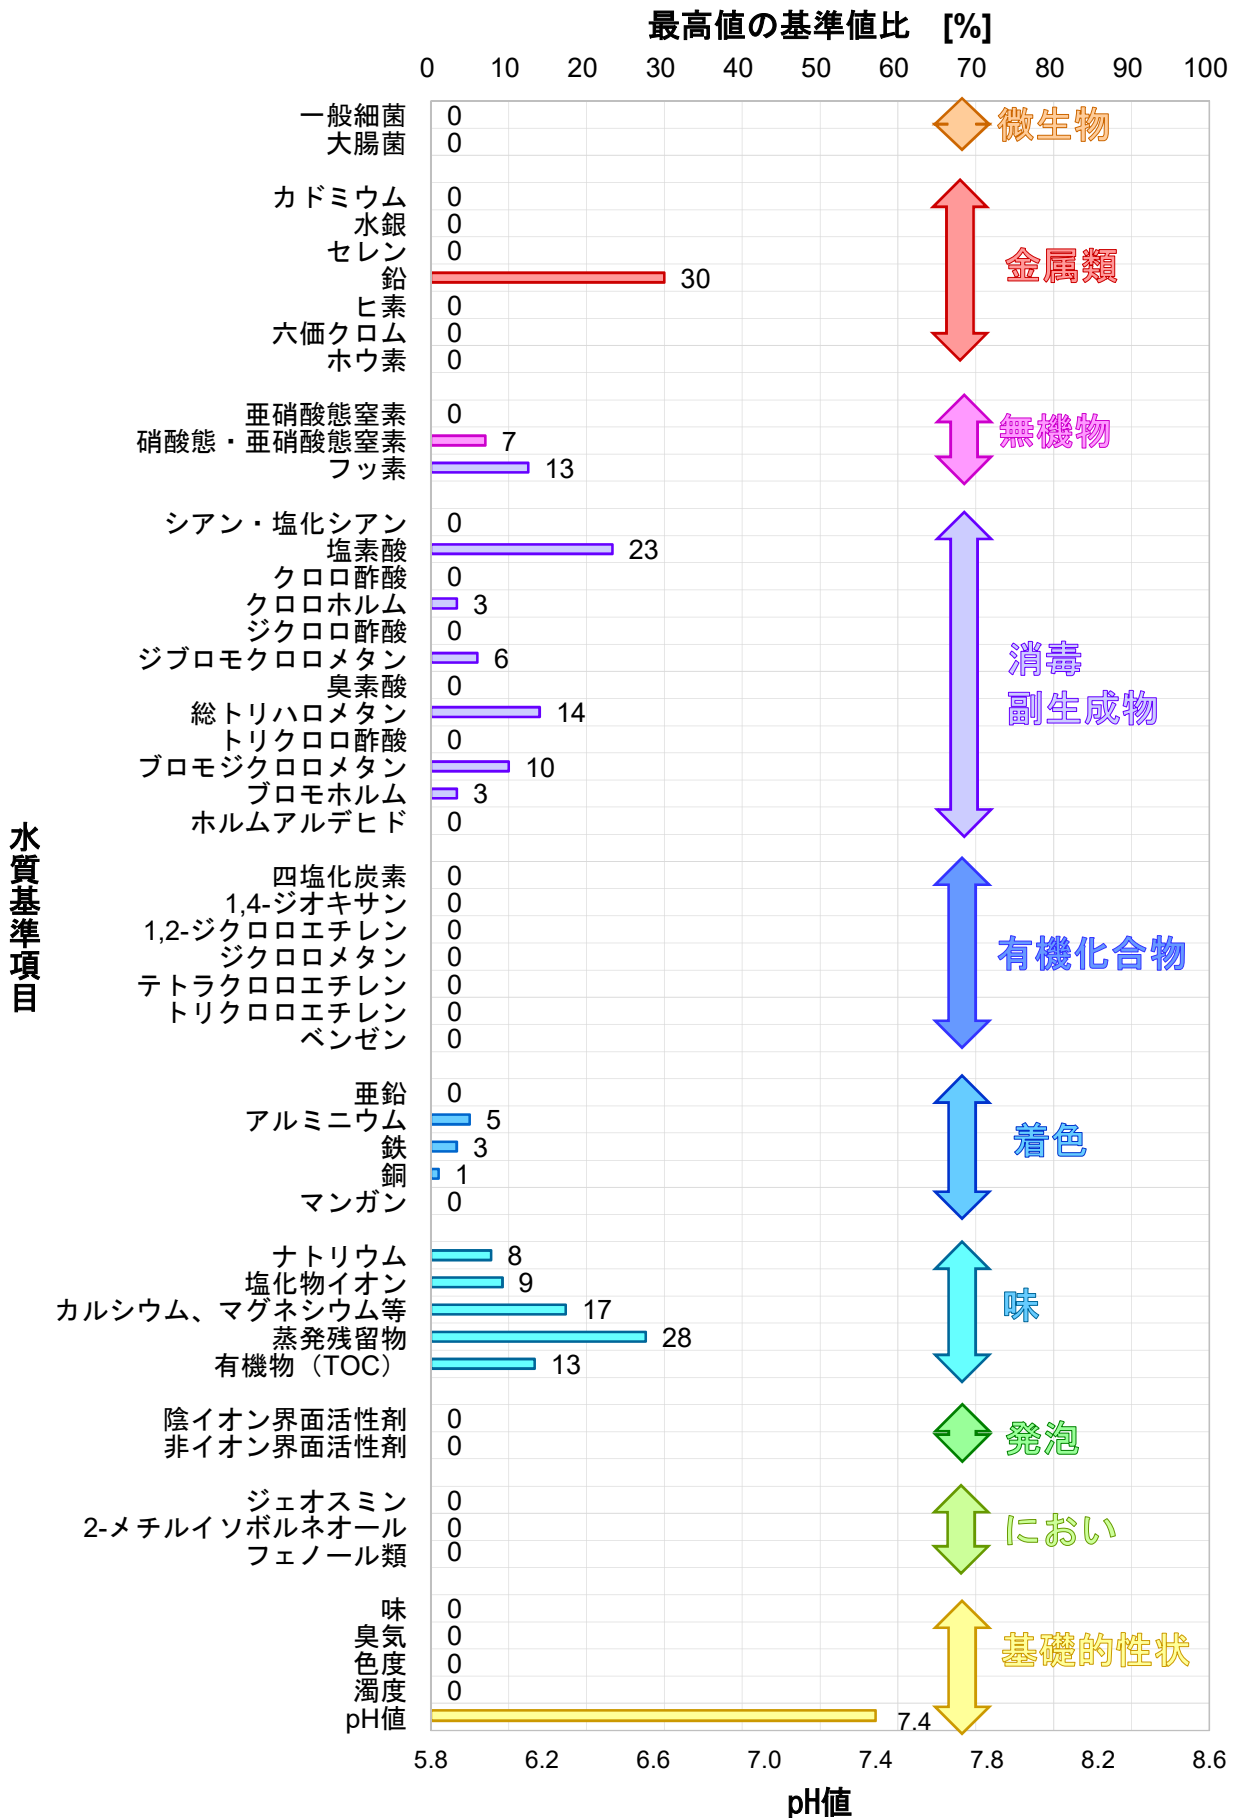 最高値の基準値比 [%]
0 10 20 30 40 50 60 70 80 90 100
一般細菌 0
大腸菌 0
微生物
カドミウム 0
水銀 0
セレン 0
鉛 30
ヒ素 0
六価クロム 0
ホウ素 0
金属類
亜硝酸態窒素 0
硝酸態・亜硝酸態窒素 7
フッ素 13
無機物
シアン・塩化シアン 0
塩素酸 23
クロロ酢酸 0
クロロホルム 3
ジクロロ酢酸 0
ジブロモクロロメタン 6
臭素酸 0
総トリハロメタン 14
トリクロロ酢酸 0
ブロモジクロロメタン 10
ブロモホルム 3
ホルムアルデヒド 0
消毒
副生成物
四塩化炭素 0
1,4-ジオキサン 0
1,2-ジクロロエチレン 0
ジクロロメタン 0
テトラクロロエチレン 0
トリクロロエチレン 0
ベンゼン 0
有機化合物
亜鉛 0
アルミニウム 5
鉄 3
銅 1
マンガン 0
着色
ナトリウム 8
塩化物イオン 9
カルシウム、マグネシウム等 17
蒸発残留物 28
有機物（TOC） 13
味
陰イオン界面活性剤 0
非イオン界面活性剤 0
発泡
ジェオスミン 0
2-メチルイソボルネオール 0
フェノール類 0
におい
味 0
臭気 0
色度 0
濁度 0
pH値 7.4
基礎的性状
5.8 6.2 6.6 7.0 7.4 7.8 8.2 8.6
pH値
水質基準項目